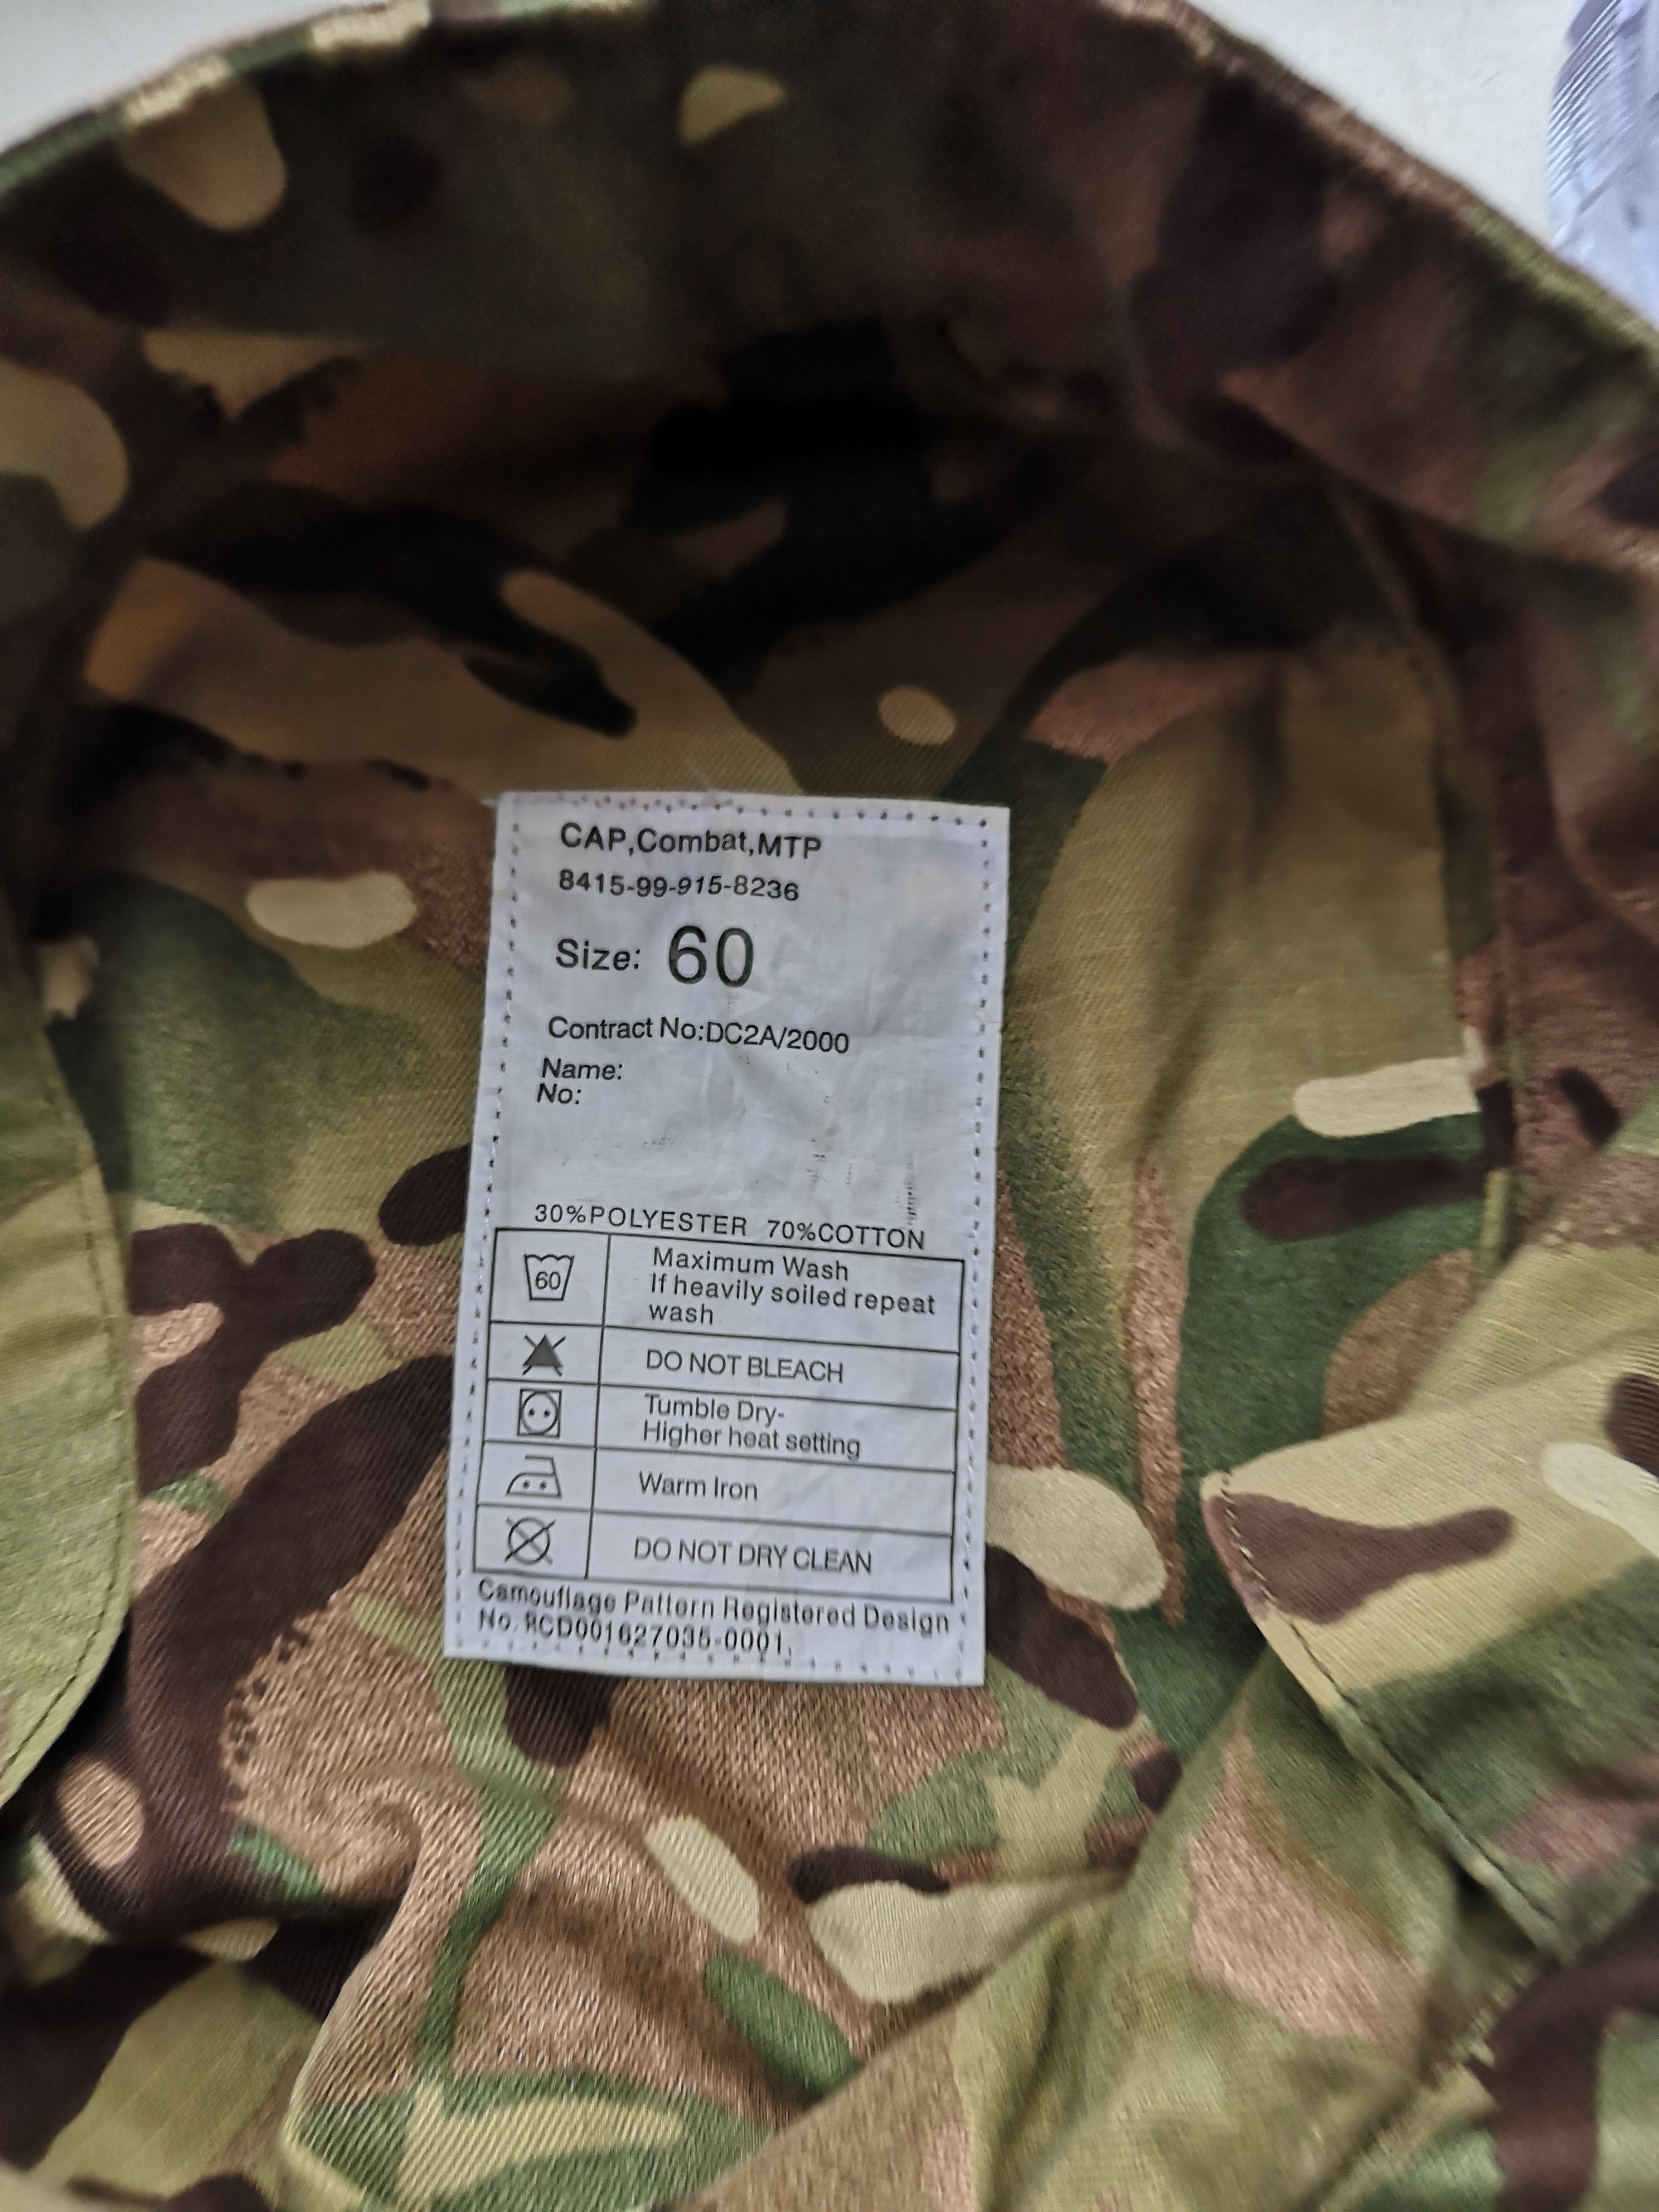 CAP,Combat,MTP
8415-99-915-8236
Size: 60
Contract No:DC2A/2000
Name:
No:
30%POLYESTER 70%COTTON
60
Maximum Wash
If heavily soiled repeat
wash
DO NOT BLEACH
Tumble Dry-
Higher heat setting
Warm Iron
DO NOT DRY CLEAN
Camouflage Pattern Registered Design
No. RCD001627035-0001.